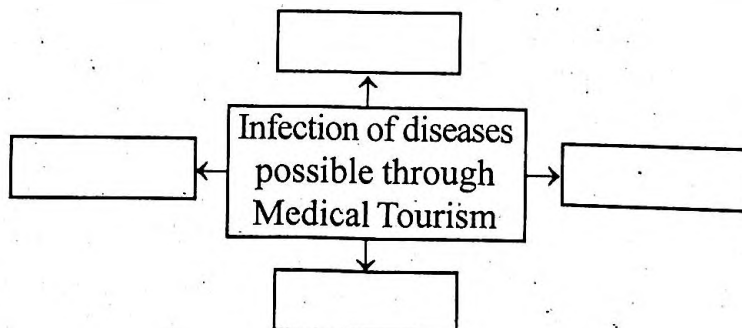 Infection of diseases
possible through
Medical Tourism